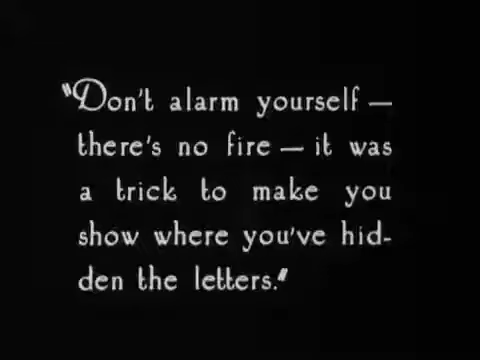 "Don't alarm yourself —
there's no fire — it was
a trick to make you
show where you've hid-
den the letters."